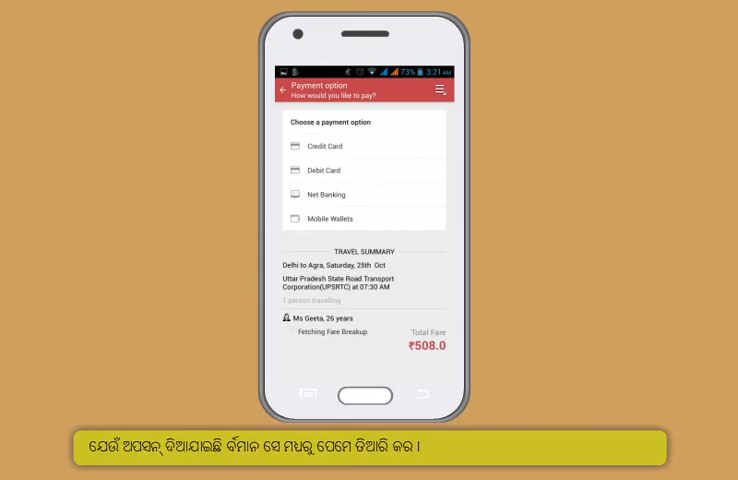 73% 3:21 AM
Payment option
How would you like to pay?
Choose a payment option
Credit Card
Debit Card
Net Banking
Mobile Wallets
TRAVEL SUMMARY
Delhi to Agra, Saturday, 25th Oct
Uttar Pradesh State Road Transport
Corporation(UPSRTC) at 07:30 AM
1 person travelling
Ms Geeta, 26 years
Fetching Fare Breakup
Total Fare
₹508.0
ଯେଉଁ ଅପସନ୍ ଦିଆଯାଇଛି ର୍ବମାନ ସେ ମଧ୍ୟରୁ ପେମେ ତିଆରି କର ।